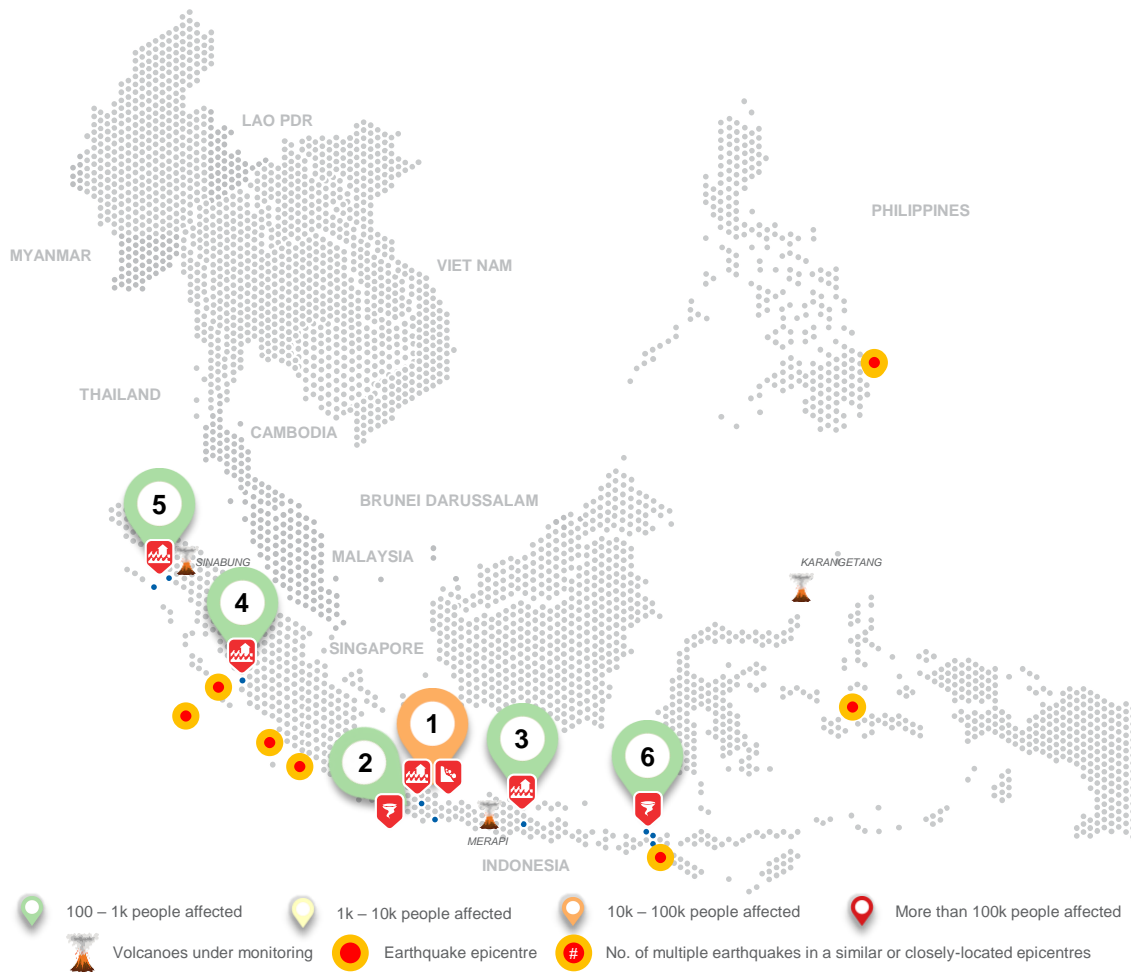 LAO PDR
PHILIPPINES
MYANMAR
VIET NAM
THAILAND
CAMBODIA
5
BRUNEI DARUSSALAM
MALAYSIA
SINABUNG
KARANGETANG
4
SINGAPORE
1
3
2
6
MERAPI
INDONESIA
100 – 1k people affected
1k – 10k people affected
10k – 100k people affected
More than 100k people affected
Volcanoes under monitoring
Earthquake epicentre
# No. of multiple earthquakes in a similar or closely-located epicentres